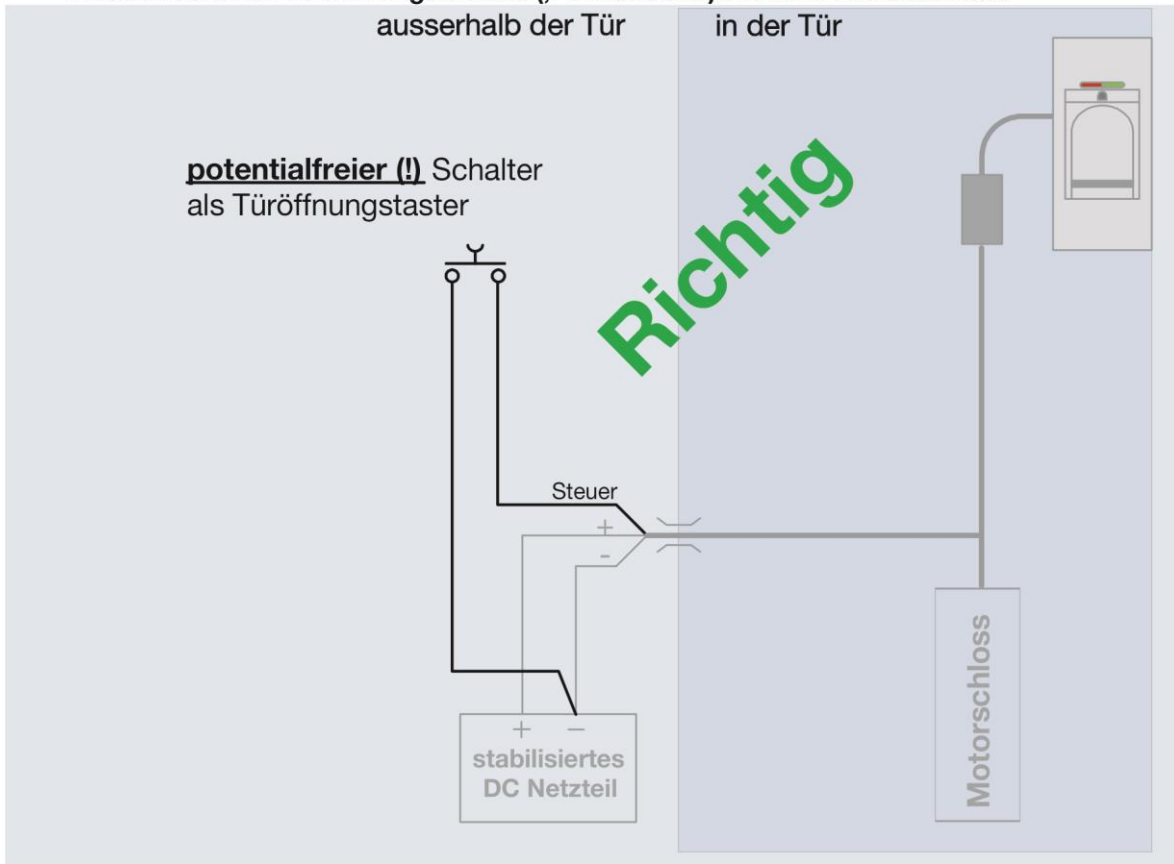 ausserhalb der Tür
in der Tür
potentialfreier (!) Schalter
als Türöffnungstaster
Richtig
Steuer
+
-
+ −
stabilisiertes
DC Netzteil
Motorschloss